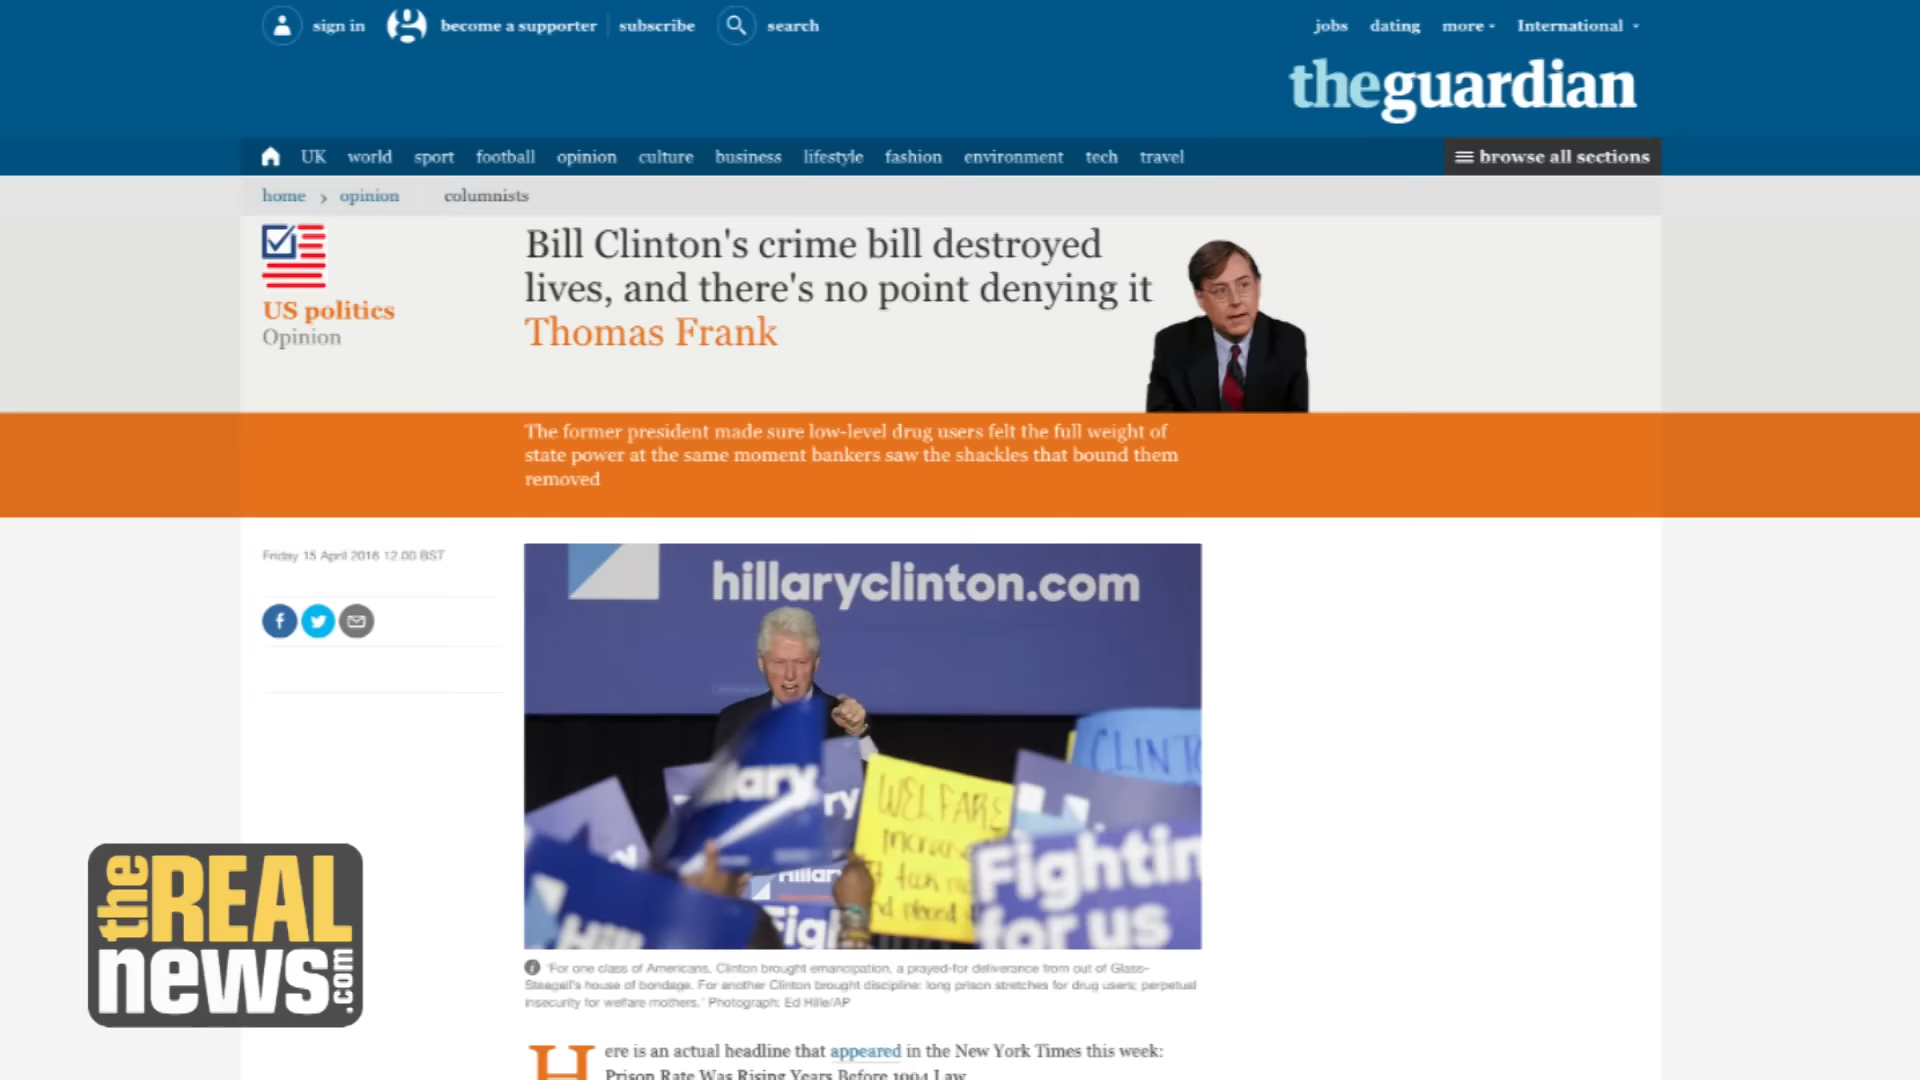 sign in
become a supporter
subscribe
search
jobs
dating
more
International
theguardian
UK
world
sport
football
opinion
culture
business
lifestyle
fashion
environment
tech
travel
browse all sections
home
opinion
columnists
US politics
Opinion
Bill Clinton's crime bill destroyed
lives, and there's no point denying it
Thomas Frank
The former president made sure low-level drug users felt the full weight of
state power at the same moment bankers saw the shackles that bound them
removed
Friday 15 April 2016 12.00 BST
hillaryclinton.com
CLINTO
WELFARE
Fightin
for us
'For one class of Americans, Clinton brought emancipation, a prayed-for deliverance from out of Glass-
Steagall's house of bondage. For another Clinton brought discipline: long prison stretches for drug users; perpetual
insecurity for welfare mothers.' Photograph: Ed Hille/AP
Here is an actual headline that appeared in the New York Times this week:
Prison Rate Was Rising Years Before 1994 Law
the REAL
news.com